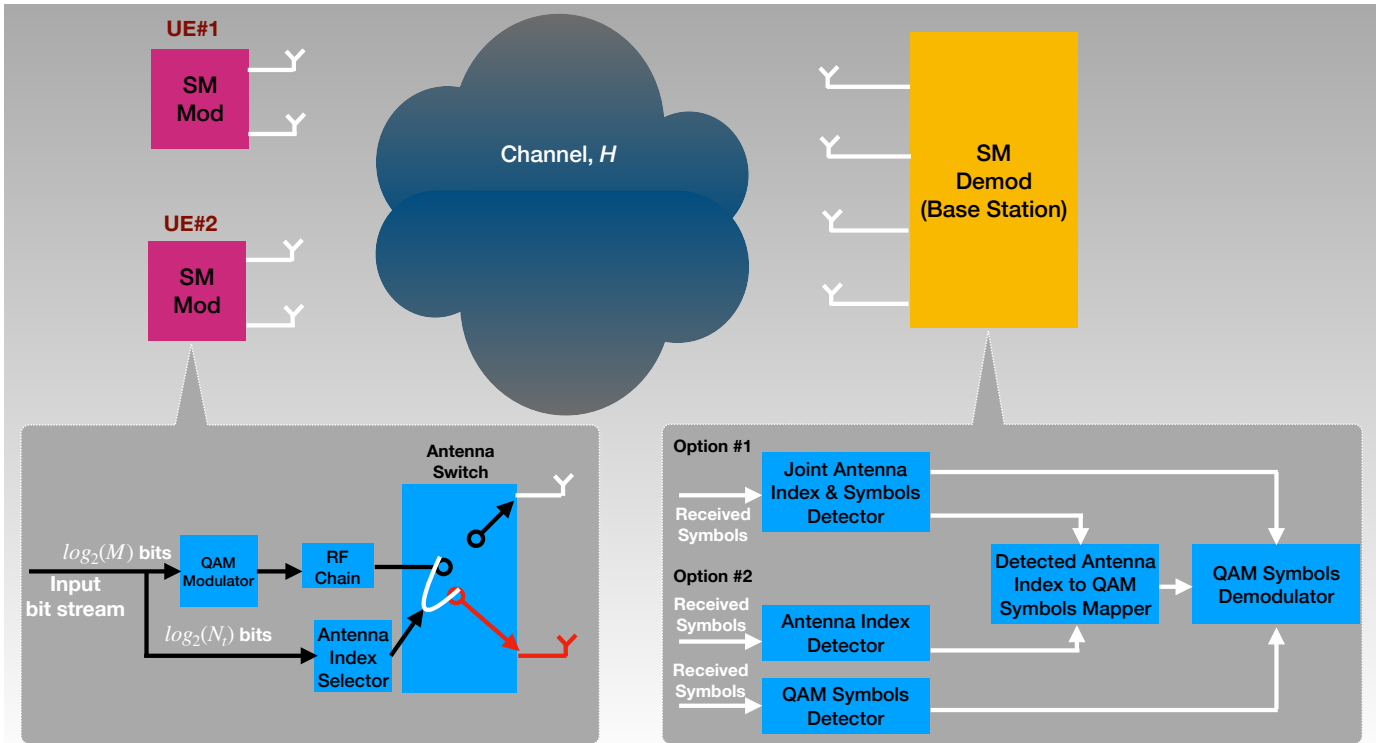 UE#1
SM
Mod
UE#2
SM
Mod
Channel, H
SM
Demod
(Base Station)
Antenna
Switch
log₂(M) bits
Input
bit stream
QAM
Modulator
RF
Chain
log₂(Nₜ) bits
Antenna
Index
Selector
Option #1
Received
Symbols
Joint Antenna
Index & Symbols
Detector
Option #2
Received
Symbols
Antenna Index
Detector
Received
Symbols
QAM Symbols
Detector
Detected Antenna
Index to QAM
Symbols Mapper
QAM Symbols
Demodulator